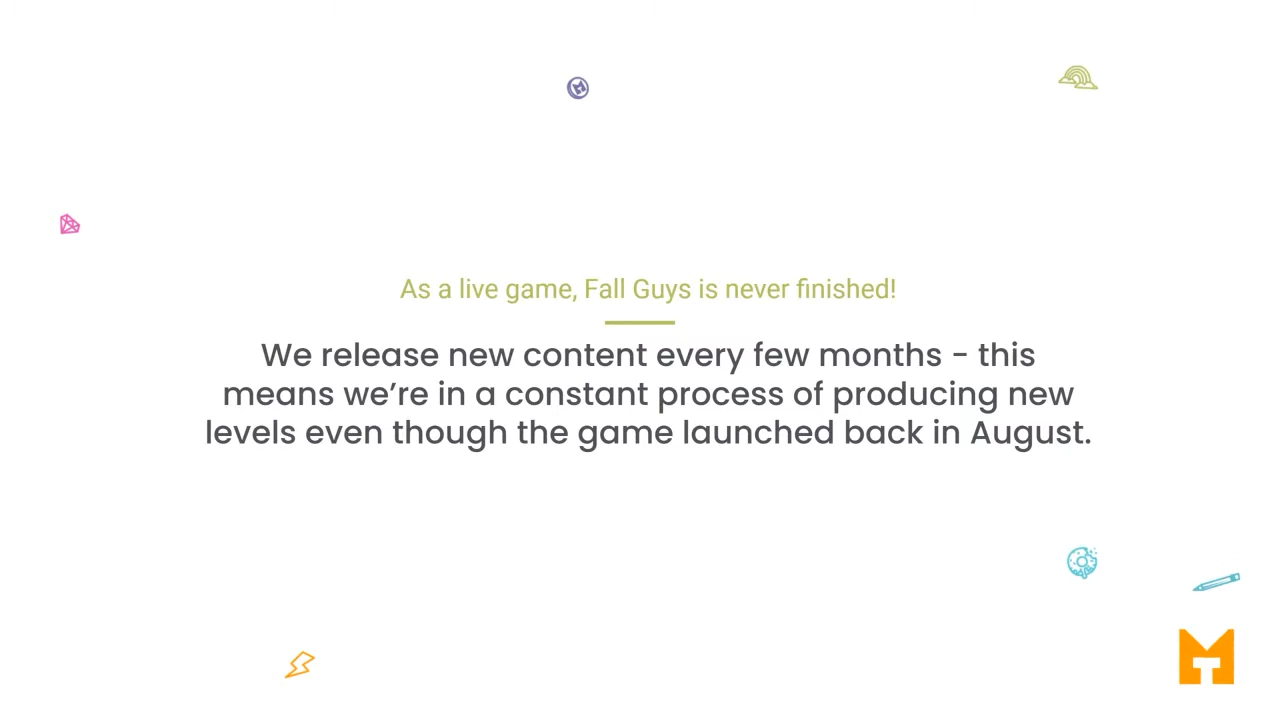 As a live game, Fall Guys is never finished!
We release new content every few months - this
means we’re in a constant process of producing new
levels even though the game launched back in August.